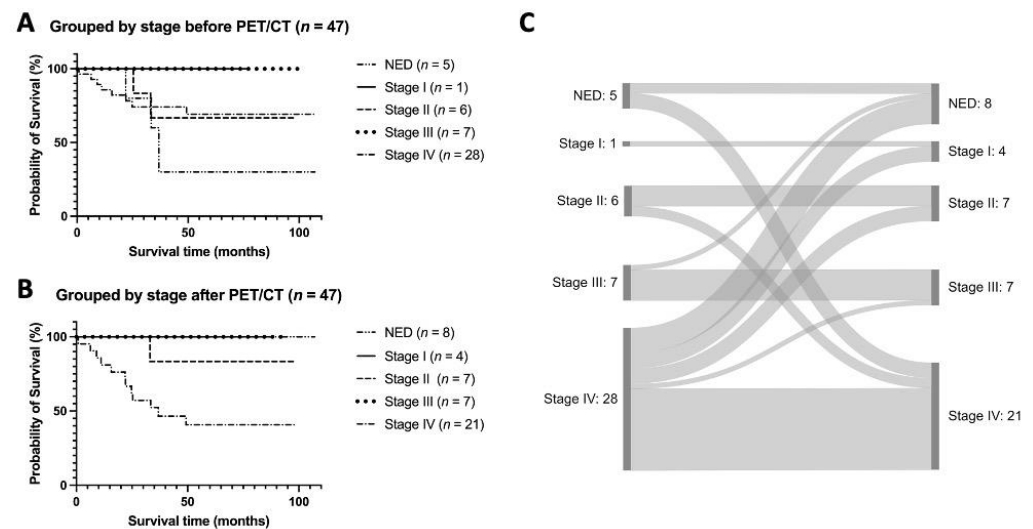 A Grouped by stage before PET/CT (n = 47)
Probability of Survival (%)
100
50
0
0 50 100
Survival time (months)
NED (n = 5)
Stage I (n = 1)
Stage II (n = 6)
Stage III (n = 7)
Stage IV (n = 28)
B Grouped by stage after PET/CT (n = 47)
Probability of Survival (%)
100
50
0
0 50 100
Survival time (months)
NED (n = 8)
Stage I (n = 4)
Stage II (n = 7)
Stage III (n = 7)
Stage IV (n = 21)
C
NED: 5
Stage I: 1
Stage II: 6
Stage III: 7
Stage IV: 28
NED: 8
Stage I: 4
Stage II: 7
Stage III: 7
Stage IV: 21